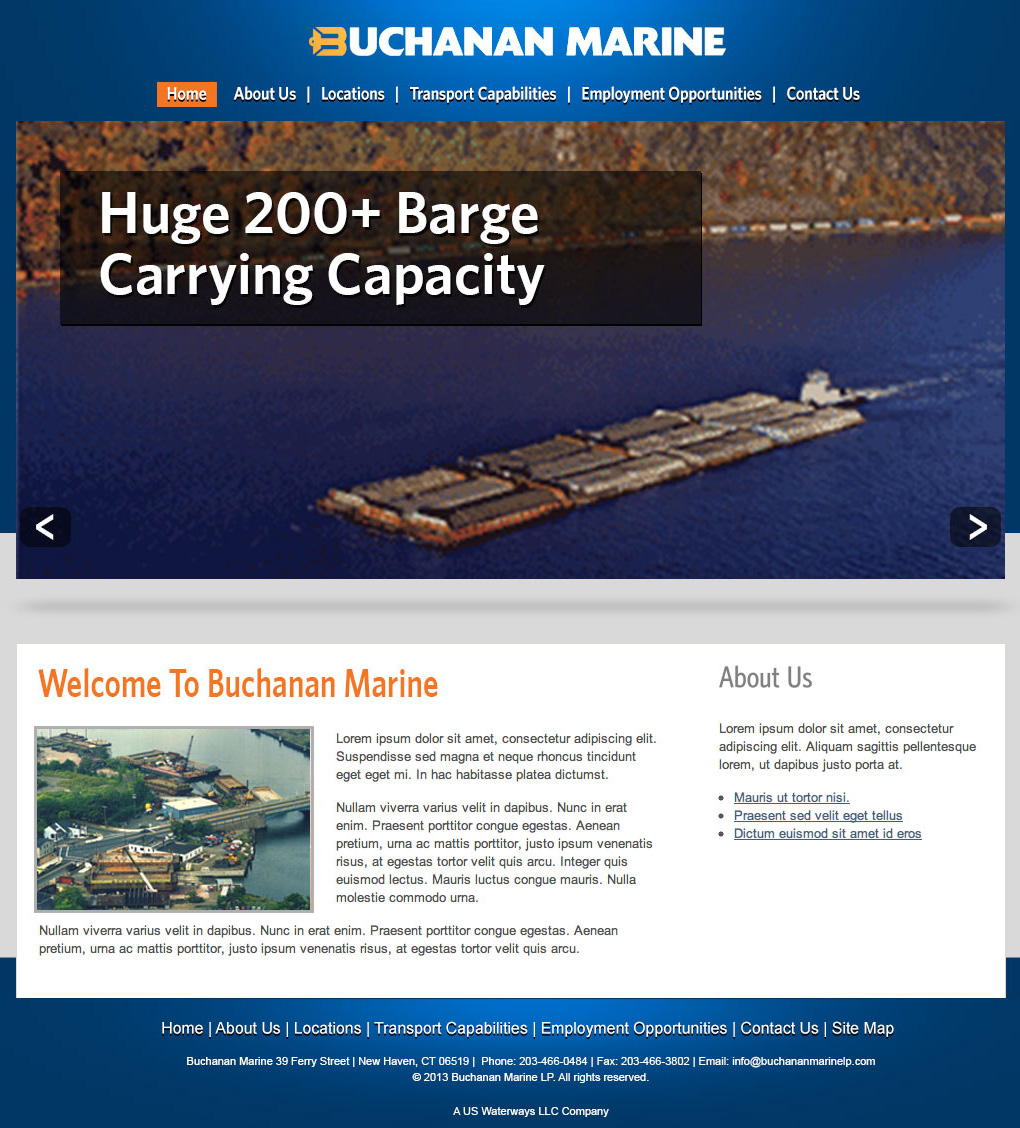 BUCHANAN MARINE
Home About Us | Locations | Transport Capabilities | Employment Opportunities | Contact Us
Huge 200+ Barge
Carrying Capacity
< >
Welcome To Buchanan Marine
Lorem ipsum dolor sit amet, consectetur adipiscing elit.
Suspendisse sed magna et neque rhoncus tincidunt
eget eget mi. In hac habitasse platea dictumst.
Nullam viverra varius velit in dapibus. Nunc in erat
enim. Praesent porttitor congue egestas. Aenean
pretium, urna ac mattis porttitor, justo ipsum venenatis
risus, at egestas tortor velit quis arcu. Integer quis
euismod lectus. Mauris luctus congue mauris. Nulla
molestie commodo urna.
Nullam viverra varius velit in dapibus. Nunc in erat enim. Praesent porttitor congue egestas. Aenean
pretium, urna ac mattis porttitor, justo ipsum venenatis risus, at egestas tortor velit quis arcu.
About Us
Lorem ipsum dolor sit amet, consectetur
adipiscing elit. Aliquam sagittis pellentesque
lorem, ut dapibus justo porta at.
• Mauris ut tortor nisi.
• Praesent sed velit eget tellus
• Dictum euismod sit amet id eros
Home | About Us | Locations | Transport Capabilities | Employment Opportunities | Contact Us | Site Map
Buchanan Marine 39 Ferry Street | New Haven, CT 06519 | Phone: 203-466-0484 | Fax: 203-466-3802 | Email: info@buchananmarinelp.com
© 2013 Buchanan Marine LP. All rights reserved.
A US Waterways LLC Company